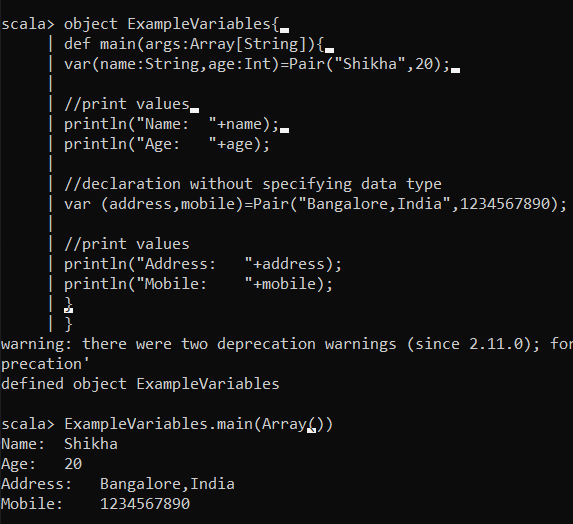 scala> object ExampleVariables{
     | def main(args:Array[String]){
     | var(name:String,age:Int)=Pair("Shikha",20);
     |
     | //print values
     | println("Name:  "+name);
     | println("Age:   "+age);
     |
     | //declaration without specifying data type
     | var (address,mobile)=Pair("Bangalore,India",1234567890);
     |
     | //print values
     | println("Address:   "+address);
     | println("Mobile:    "+mobile);
     | }
     | }
warning: there were two deprecation warnings (since 2.11.0); for
precation'
defined object ExampleVariables

scala> ExampleVariables.main(Array())
Name:  Shikha
Age:   20
Address:   Bangalore,India
Mobile:    1234567890